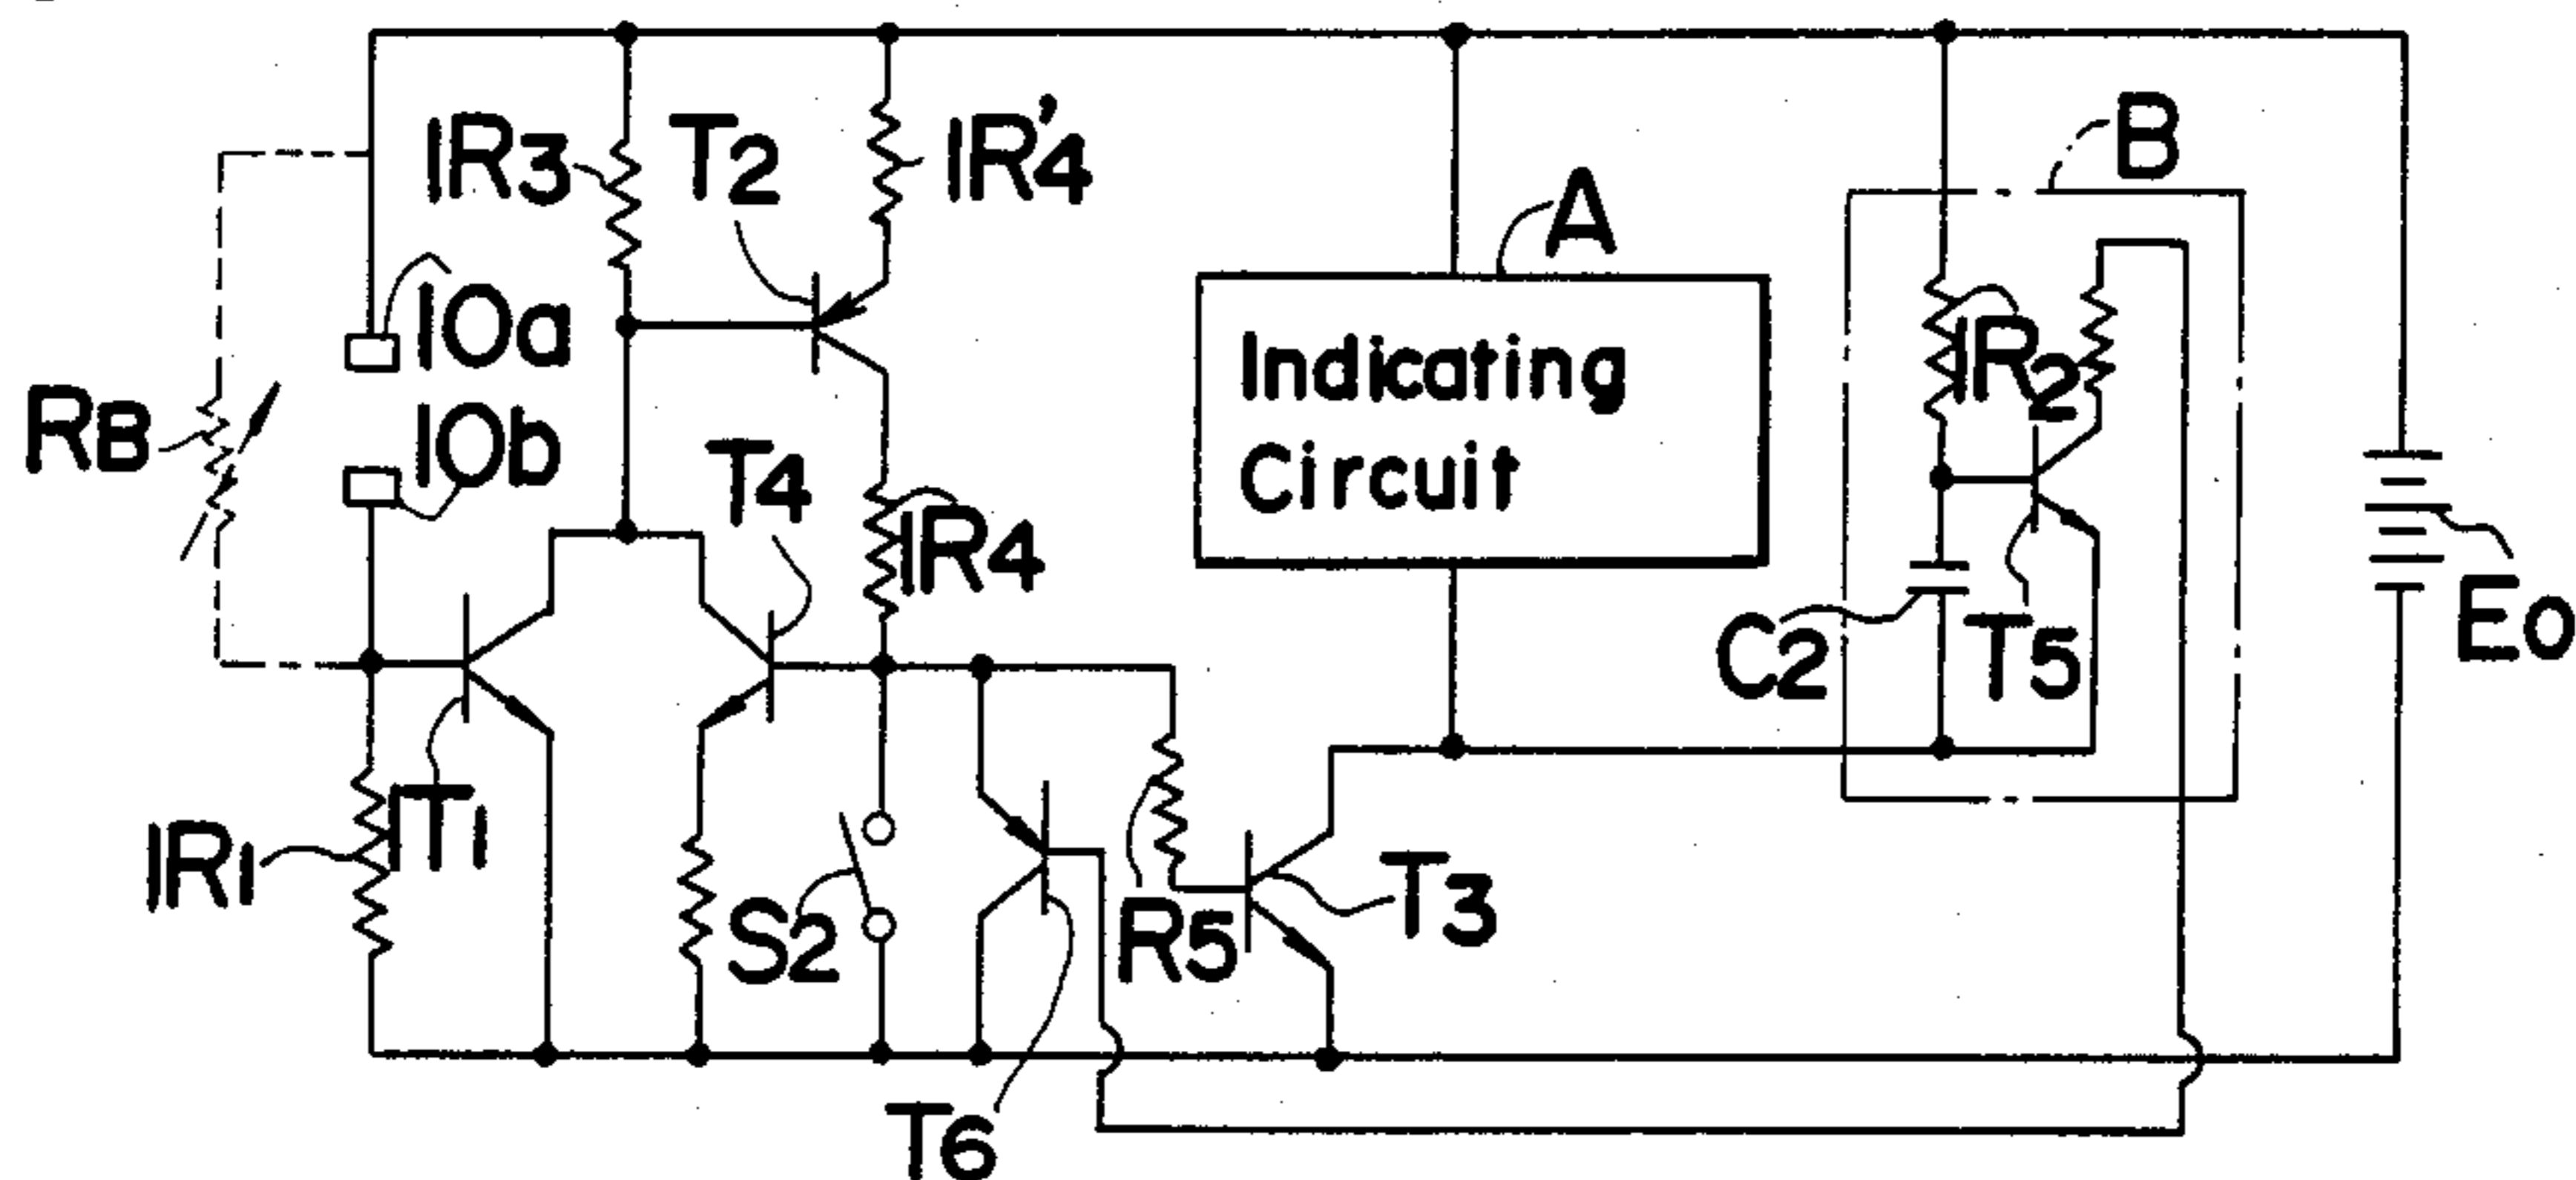 IR3
T2
IR'4
B
A
10a
Indicating
Circuit
IR2
RB
10b
T4
IR4
C2
T5
E0
IR1
T1
S2
R5
T3
T6